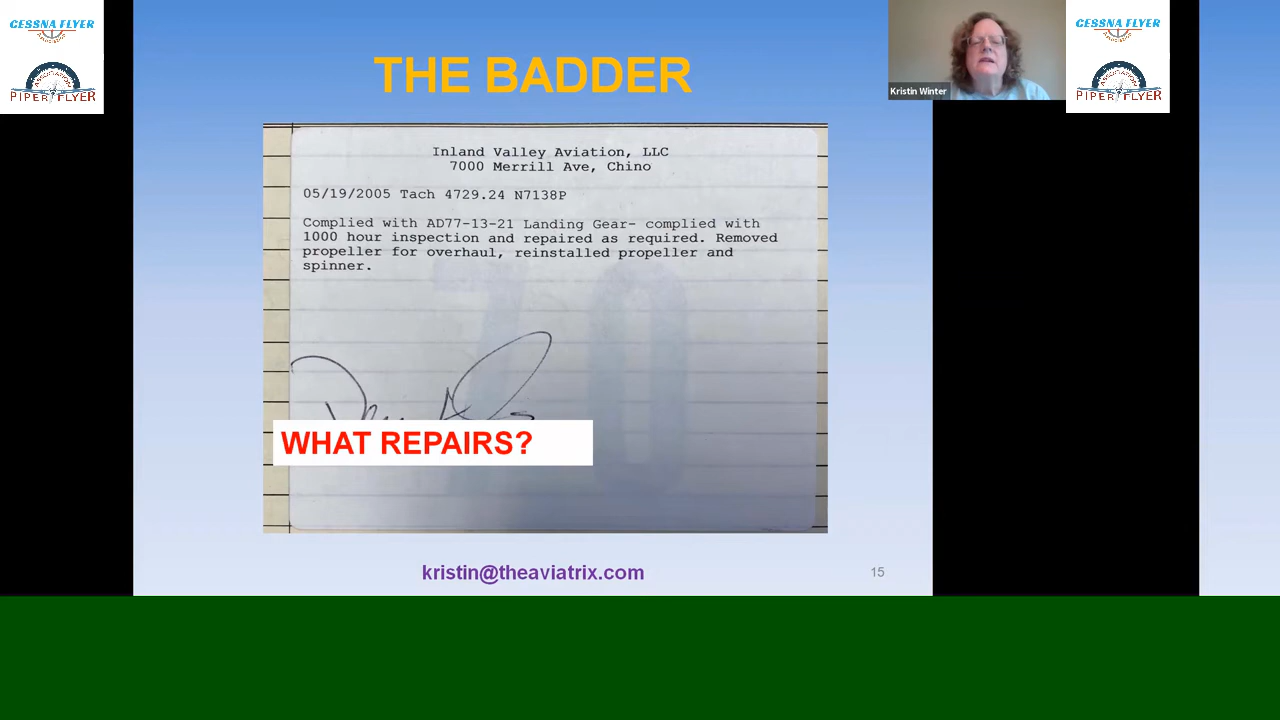 CESSNA FLYER
ASSOCIATION
PIPER FLYER
THE BADDER
Kristin Winter
CESSNA FLYER
ASSOCIATION
PIPER FLYER
Inland Valley Aviation, LLC
7000 Merrill Ave, Chino
05/19/2005 Tach 4729.24 N7138P
Complied with AD77-13-21 Landing Gear- complied with
1000 hour inspection and repaired as required. Removed
propeller for overhaul, reinstalled propeller and
spinner.
70
WHAT REPAIRS?
kristin@theaviatrix.com
15